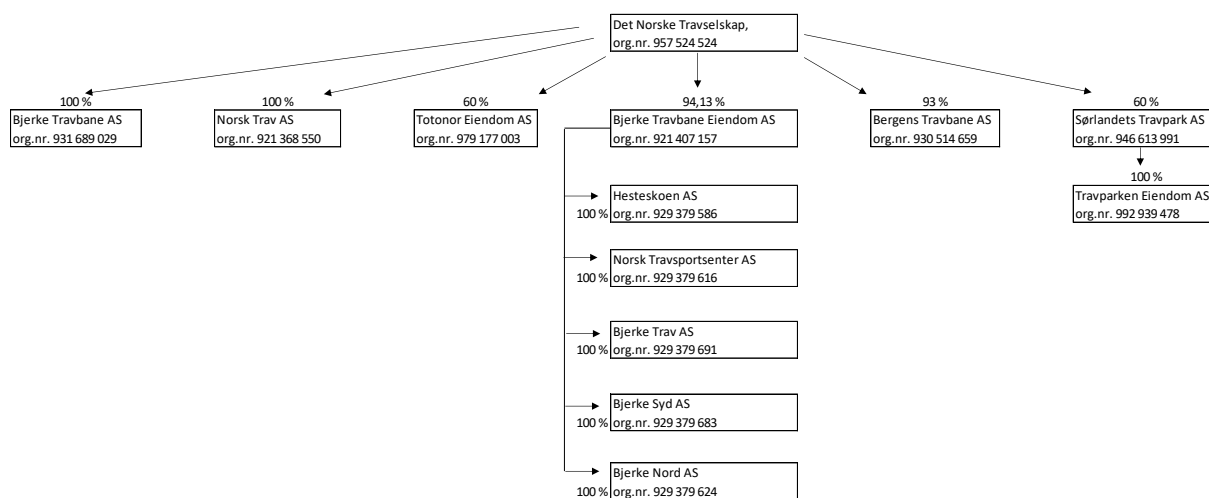 Det Norske Travselskap,
org.nr. 957 524 524
100 %
Bjerke Travbane AS
org.nr. 931 689 029
100 %
Norsk Trav AS
org.nr. 921 368 550
60 %
Totonor Eiendom AS
org.nr. 979 177 003
94,13 %
Bjerke Travbane Eiendom AS
org.nr. 921 407 157
93 %
Bergens Travbane AS
org.nr. 930 514 659
60 %
Sørlandets Travpark AS
org.nr. 946 613 991
100 %
Travparken Eiendom AS
org.nr. 992 939 478
Hesteskoen AS
100 % org.nr. 929 379 586
Norsk Travsportsenter AS
100 % org.nr. 929 379 616
Bjerke Trav AS
100 % org.nr. 929 379 691
Bjerke Syd AS
100 % org.nr. 929 379 683
Bjerke Nord AS
100 % org.nr. 929 379 624